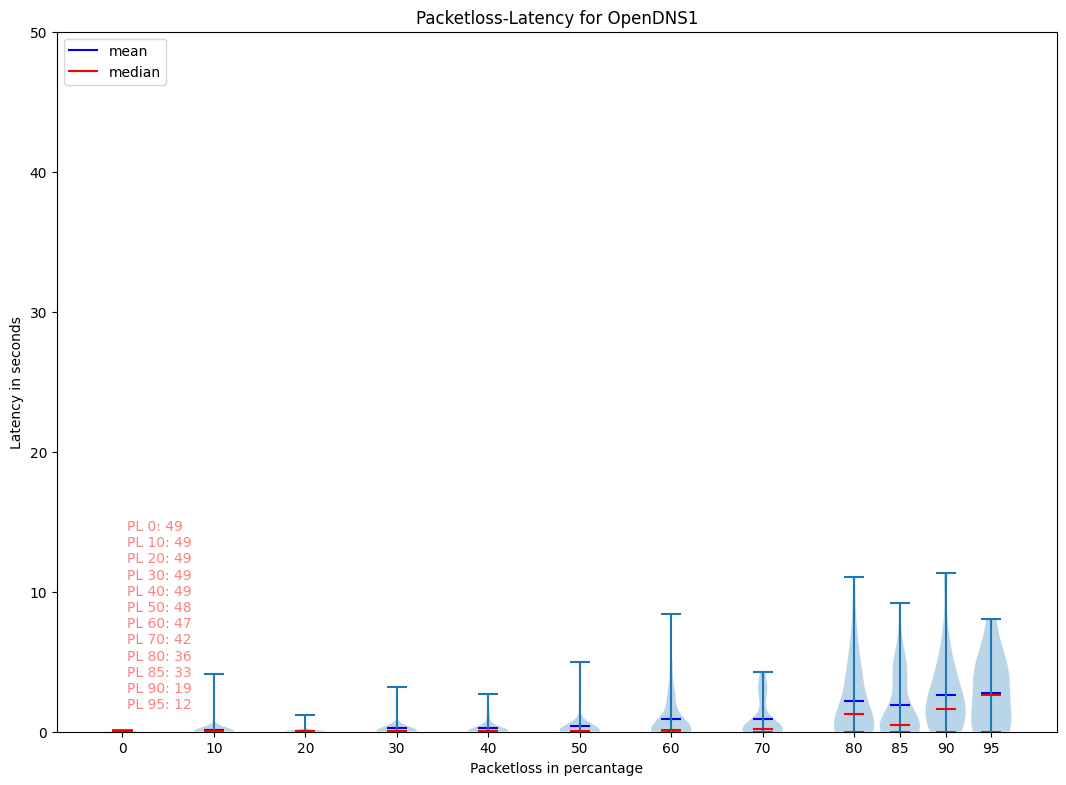 Packetloss-Latency for OpenDNS1
mean
median
Latency in seconds
50
40
30
20
10
0
PL 0: 49
PL 10: 49
PL 20: 49
PL 30: 49
PL 40: 49
PL 50: 48
PL 60: 47
PL 70: 42
PL 80: 36
PL 85: 33
PL 90: 19
PL 95: 12
0 10 20 30 40 50 60 70 80 85 90 95
Packetloss in percantage